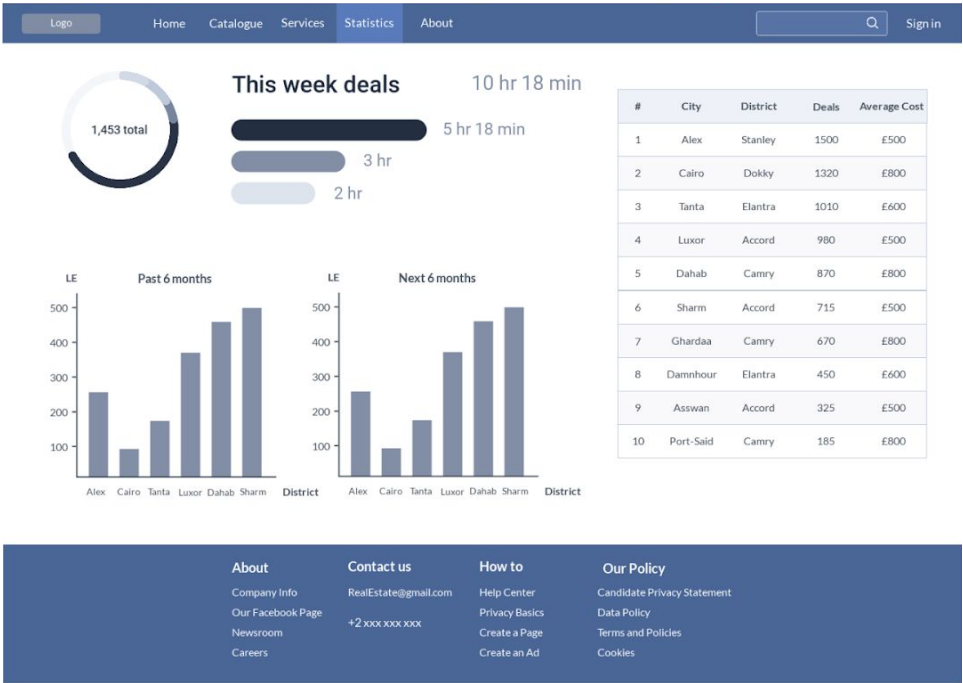 Logo Home Catalogue Services Statistics About Sign in
1,453 total
This week deals 10 hr 18 min
5 hr 18 min
3 hr
2 hr
# City District Deals Average Cost
1 Alex Stanley 1500 £500
2 Cairo Dokky 1320 £800
3 Tanta Elantra 1010 £600
4 Luxor Accord 980 £500
5 Dahab Camry 870 £800
6 Sharm Accord 715 £500
7 Ghardaa Camry 670 £800
8 Damnhour Elantra 450 £600
9 Asswan Accord 325 £500
10 Port-Said Camry 185 £800
LE Past 6 months
500
400
300
200
100
Alex Cairo Tanta Luxor Dahab Sharm District
LE Next 6 months
500
400
300
200
100
Alex Cairo Tanta Luxor Dahab Sharm District
About
Company Info
Our Facebook Page
Newsroom
Careers
Contact us
RealEstate@gmail.com
+2 xxx xxx xxx
How to
Help Center
Privacy Basics
Create a Page
Create an Ad
Our Policy
Candidate Privacy Statement
Data Policy
Terms and Policies
Cookies